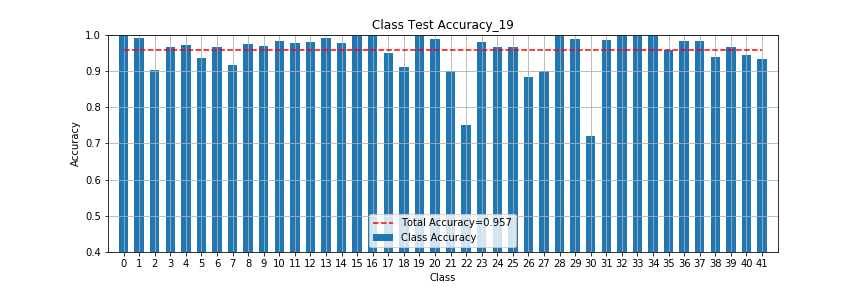 Class Test Accuracy_19
1.0
0.9
0.8
0.7
0.6
0.5
0.4
Accuracy
Total Accuracy=0.957
Class Accuracy
0 1 2 3 4 5 6 7 8 9 10 11 12 13 14 15 16 17 18 19 20 21 22 23 24 25 26 27 28 29 30 31 32 33 34 35 36 37 38 39 40 41
Class